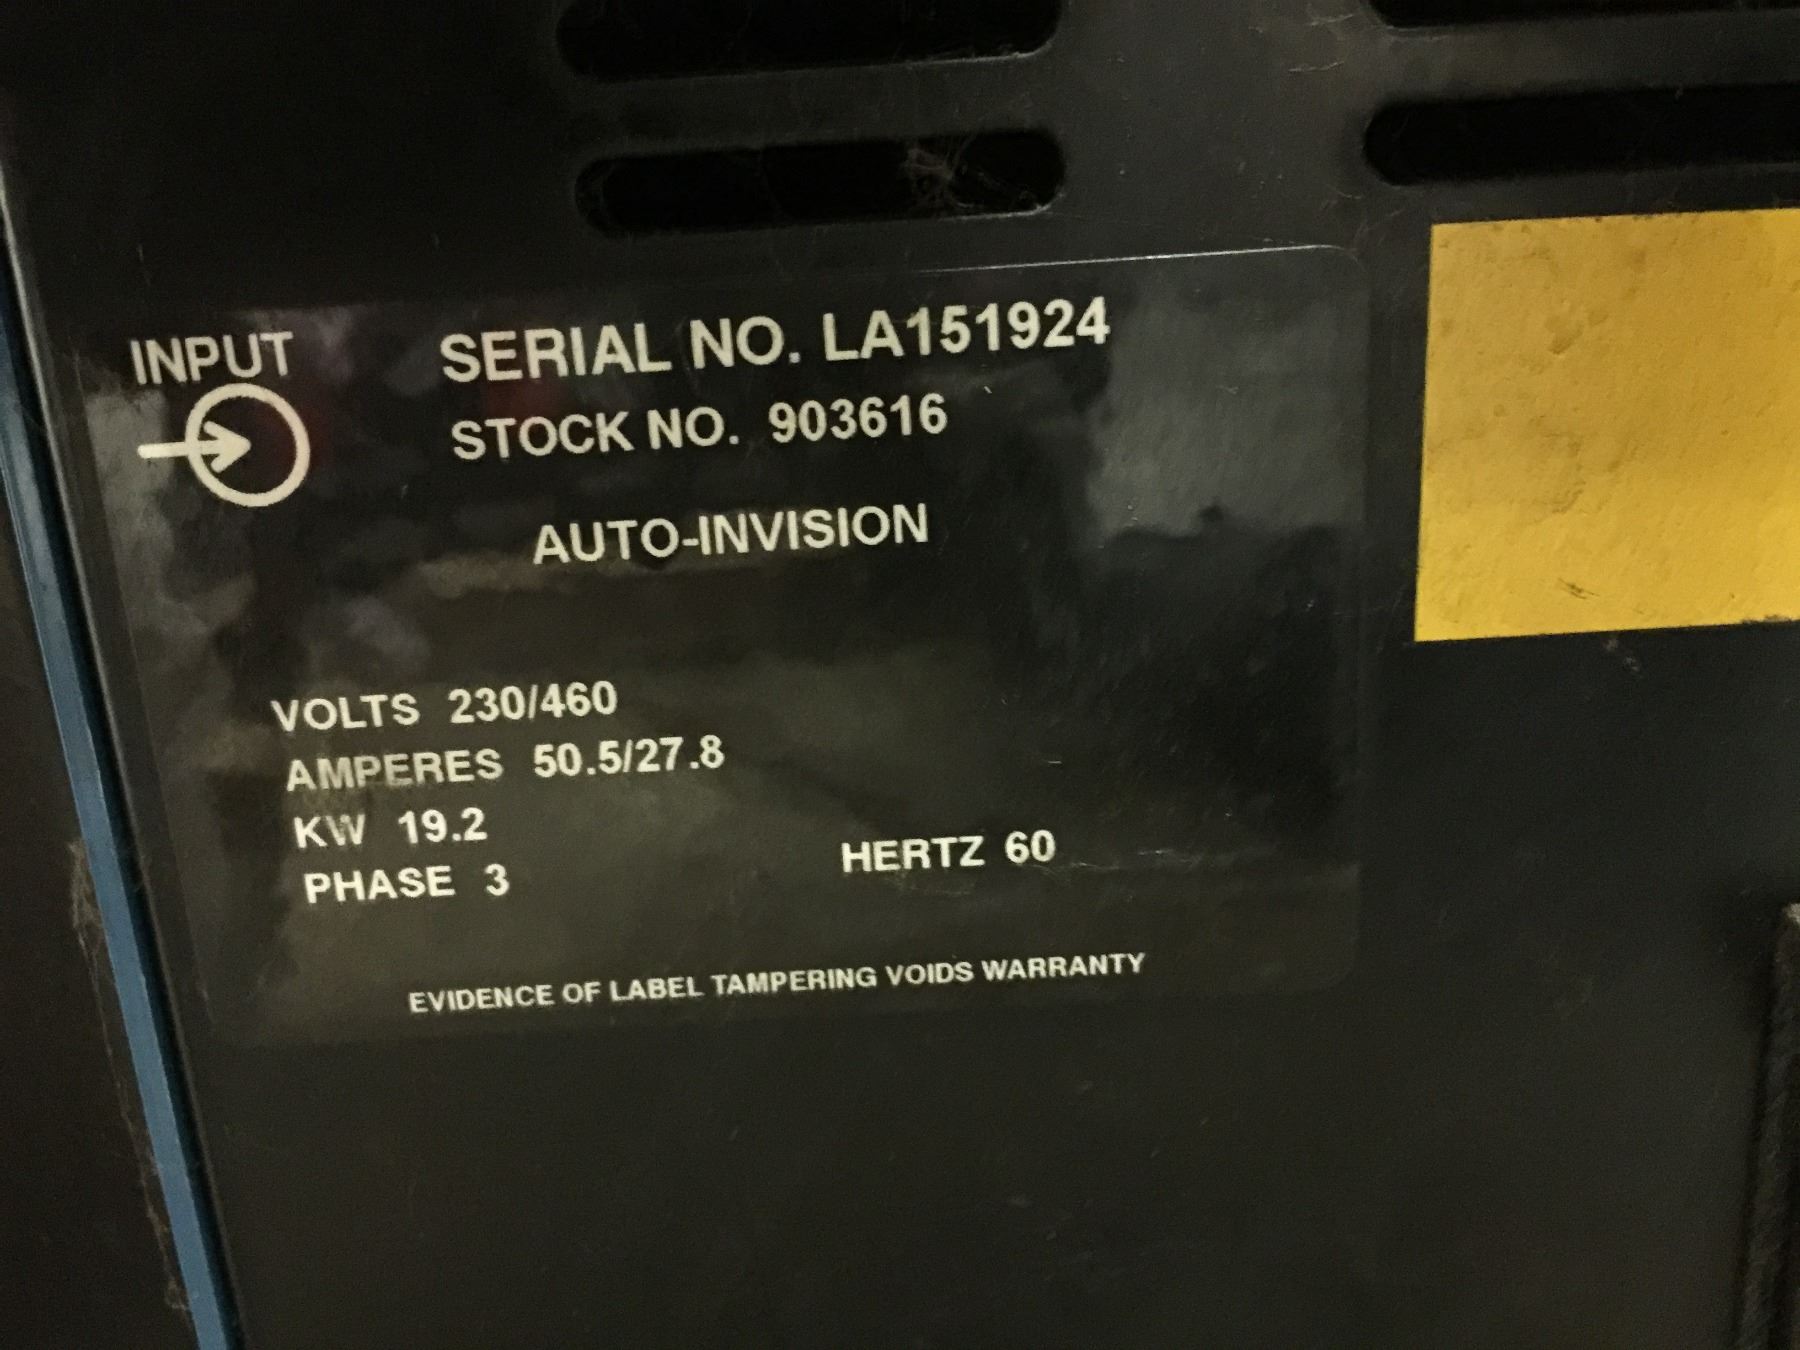 INPUT
SERIAL NO. LA151924
STOCK NO. 903616
AUTO-INVISION
VOLTS 230/460
AMPERES 50.5/27.8
KW 19.2
PHASE 3
HERTZ 60
EVIDENCE OF LABEL TAMPERING VOIDS WARRANTY